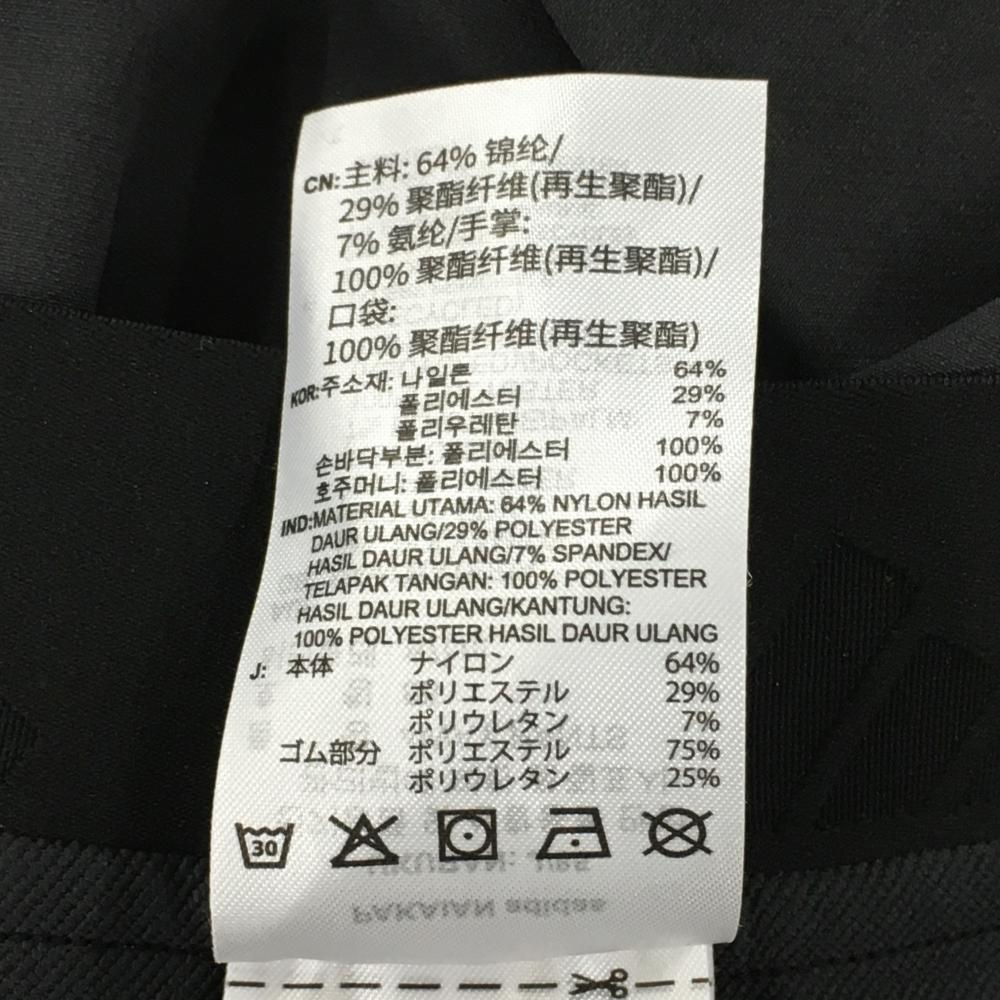 CN:主料: 64% 锦纶/
29% 聚酯纤维(再生聚酯)/
7% 氨纶/手掌:
100% 聚酯纤维(再生聚酯)/
口袋:
100% 聚酯纤维(再生聚酯)
KOR:주소재: 나일론 64%
폴리에스터 29%
폴리우레탄 7%
손바닥부분: 폴리에스터 100%
호주머니: 폴리에스터 100%
IND:MATERIAL UTAMA: 64% NYLON HASIL
DAUR ULANG/29% POLYESTER
HASIL DAUR ULANG/7% SPANDEX/
TELAPAK TANGAN: 100% POLYESTER
HASIL DAUR ULANG/KANTUNG:
100% POLYESTER HASIL DAUR ULANG
J: 本体 ナイロン 64%
ポリエステル 29%
ポリウレタン 7%
ゴム部分 ポリエステル 75%
ポリウレタン 25%
30
PAKAIAN adidas